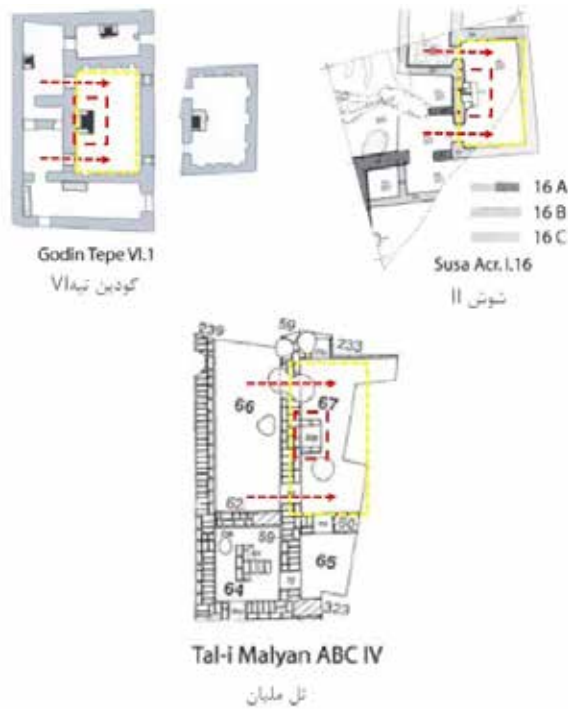 Godin Tepe VI.1
گودین تپه VI
16 A
16 B
16 C
Susa Acr. I.16
شوش II
239
59
233
66
67
62
59
60
65
64
323
Tal-i Malyan ABC IV
تل ملیان